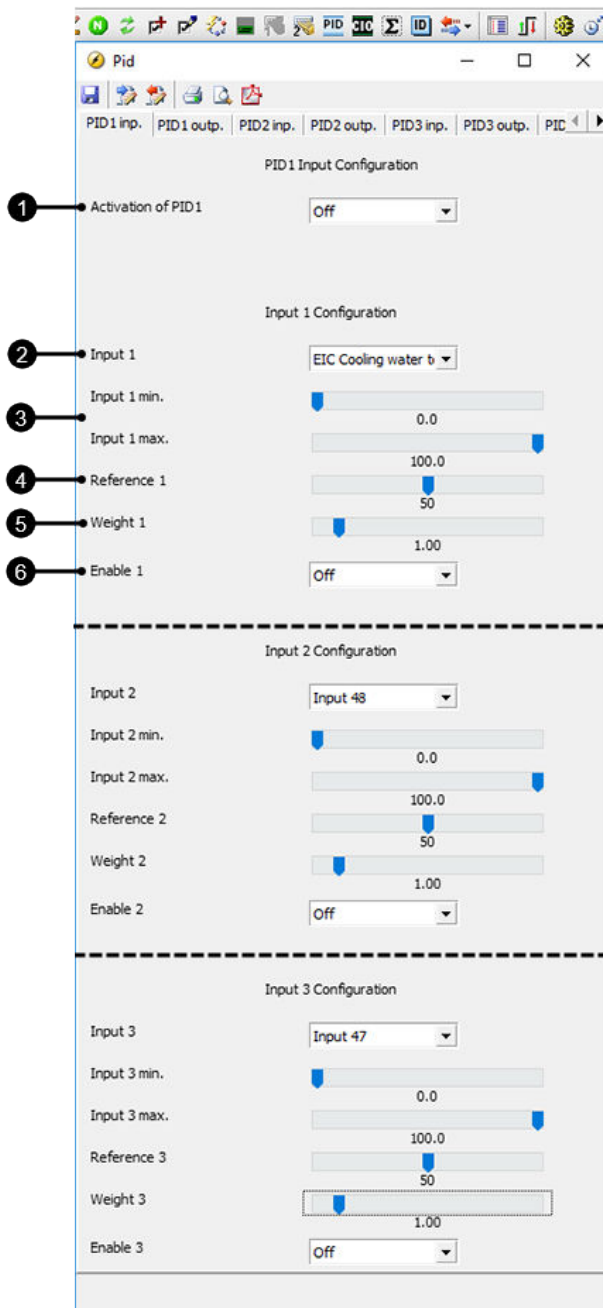 N PID CIO Σ ID
Pid
PID1 inp. PID1 outp. PID2 inp. PID2 outp. PID3 inp. PID3 outp. PID
PID1 Input Configuration
1 Activation of PID1 Off
Input 1 Configuration
2 Input 1 EIC Cooling water
Input 1 min.
0.0
3
Input 1 max.
100.0
4 Reference 1
50
5 Weight 1
1.00
6 Enable 1 Off
Input 2 Configuration
Input 2 Input 48
Input 2 min.
0.0
Input 2 max.
100.0
Reference 2
50
Weight 2
1.00
Enable 2 Off
Input 3 Configuration
Input 3 Input 47
Input 3 min.
0.0
Input 3 max.
100.0
Reference 3
50
Weight 3
1.00
Enable 3 Off